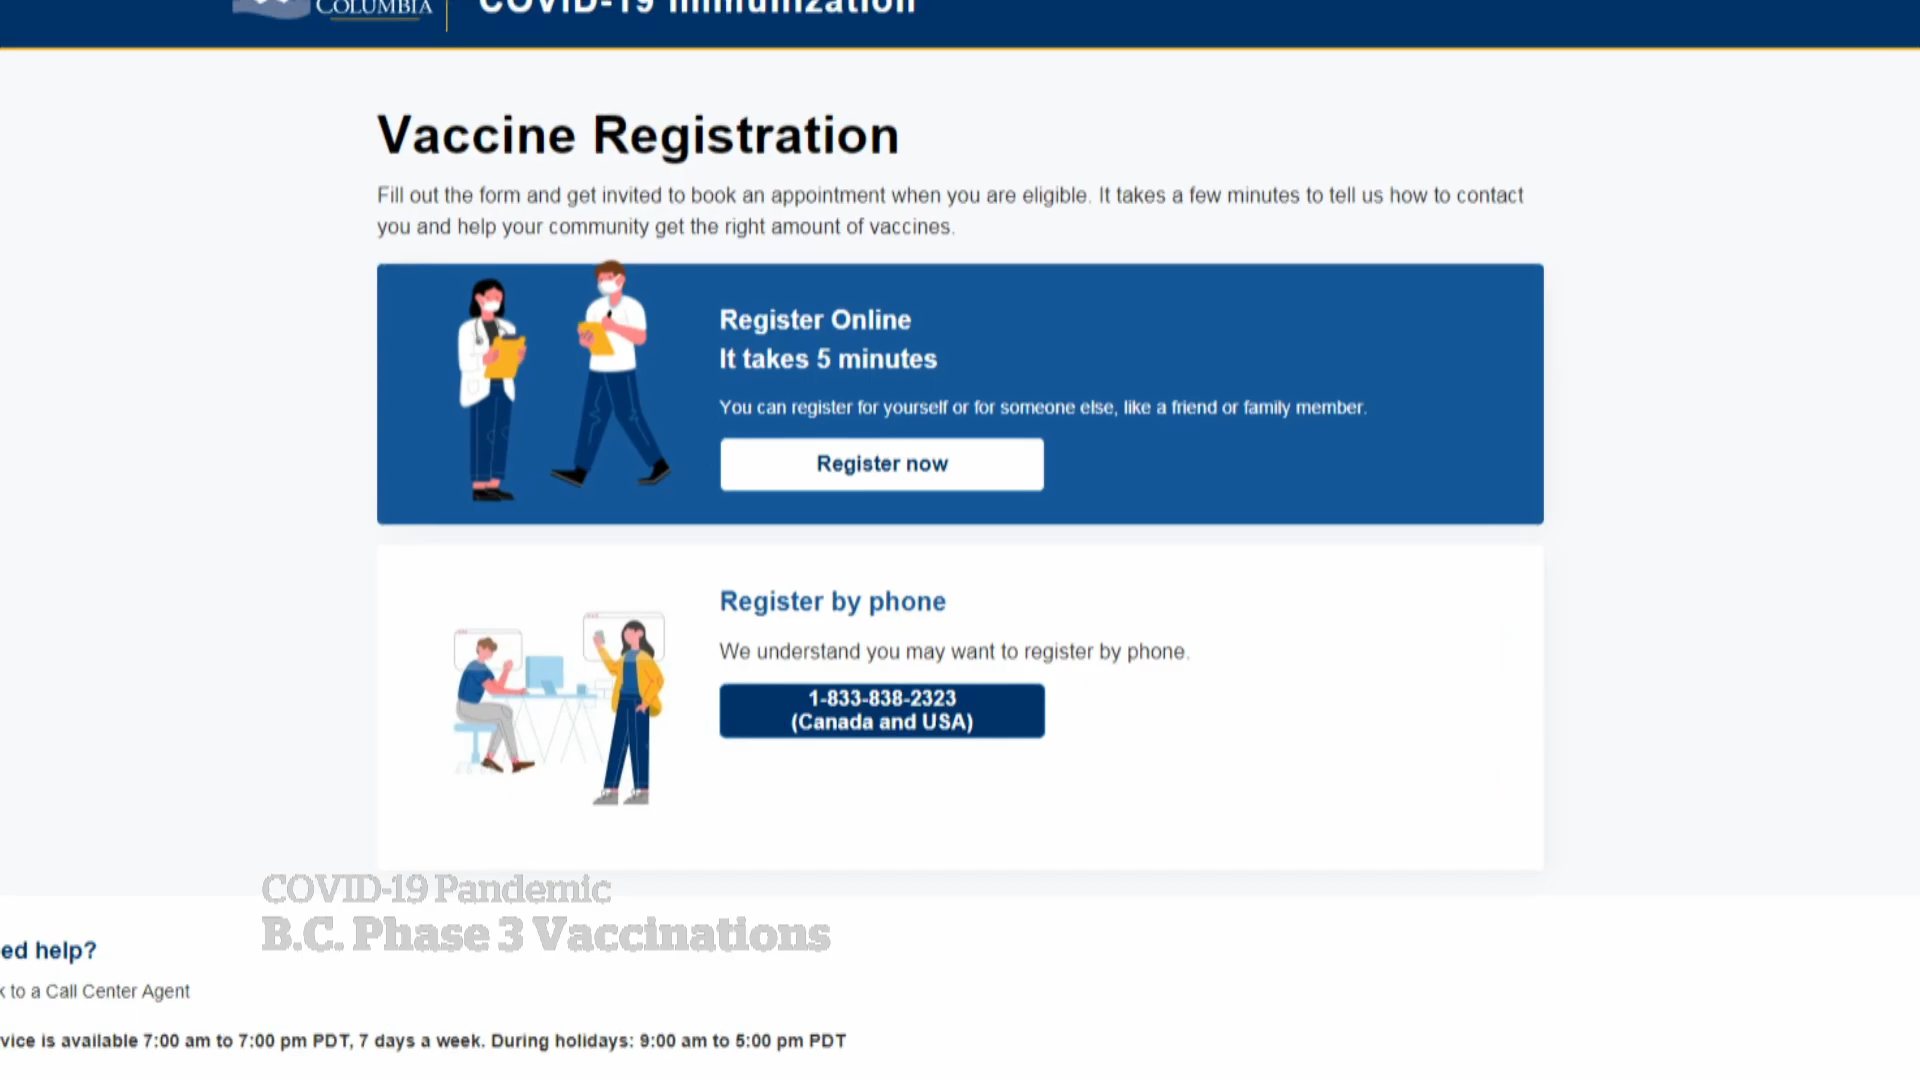 COLUMBIA
COVID-19 Immunization
Vaccine Registration
Fill out the form and get invited to book an appointment when you are eligible. It takes a few minutes to tell us how to contact
you and help your community get the right amount of vaccines.
Register Online
It takes 5 minutes
You can register for yourself or for someone else, like a friend or family member.
Register now
Register by phone
We understand you may want to register by phone.
1-833-838-2323
(Canada and USA)
COVID-19 Pandemic
B.C. Phase 3 Vaccinations
ed help?
k to a Call Center Agent
vice is available 7:00 am to 7:00 pm PDT, 7 days a week. During holidays: 9:00 am to 5:00 pm PDT